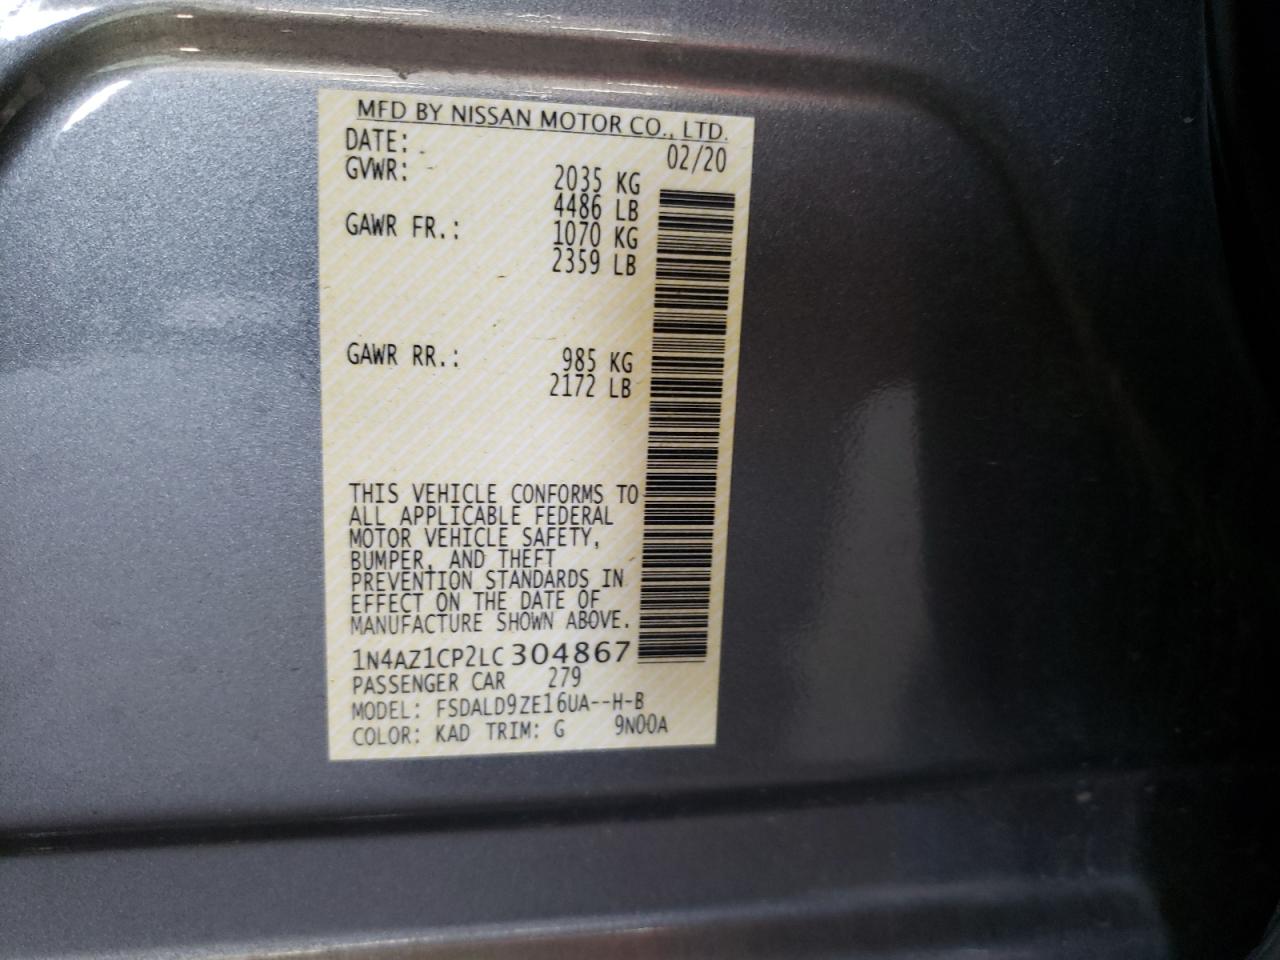 MFD BY NISSAN MOTOR CO., LTD.
DATE: 02/20
GVWR: 2035 KG
4486 LB
GAWR FR.: 1070 KG
2359 LB
GAWR RR.: 985 KG
2172 LB
THIS VEHICLE CONFORMS TO
ALL APPLICABLE FEDERAL
MOTOR VEHICLE SAFETY,
BUMPER, AND THEFT
PREVENTION STANDARDS IN
EFFECT ON THE DATE OF
MANUFACTURE SHOWN ABOVE.
1N4AZ1CP2LC304867
PASSENGER CAR 279
MODEL: FSDALD9ZE16UA--H-B
COLOR: KAD TRIM: G 9N00A